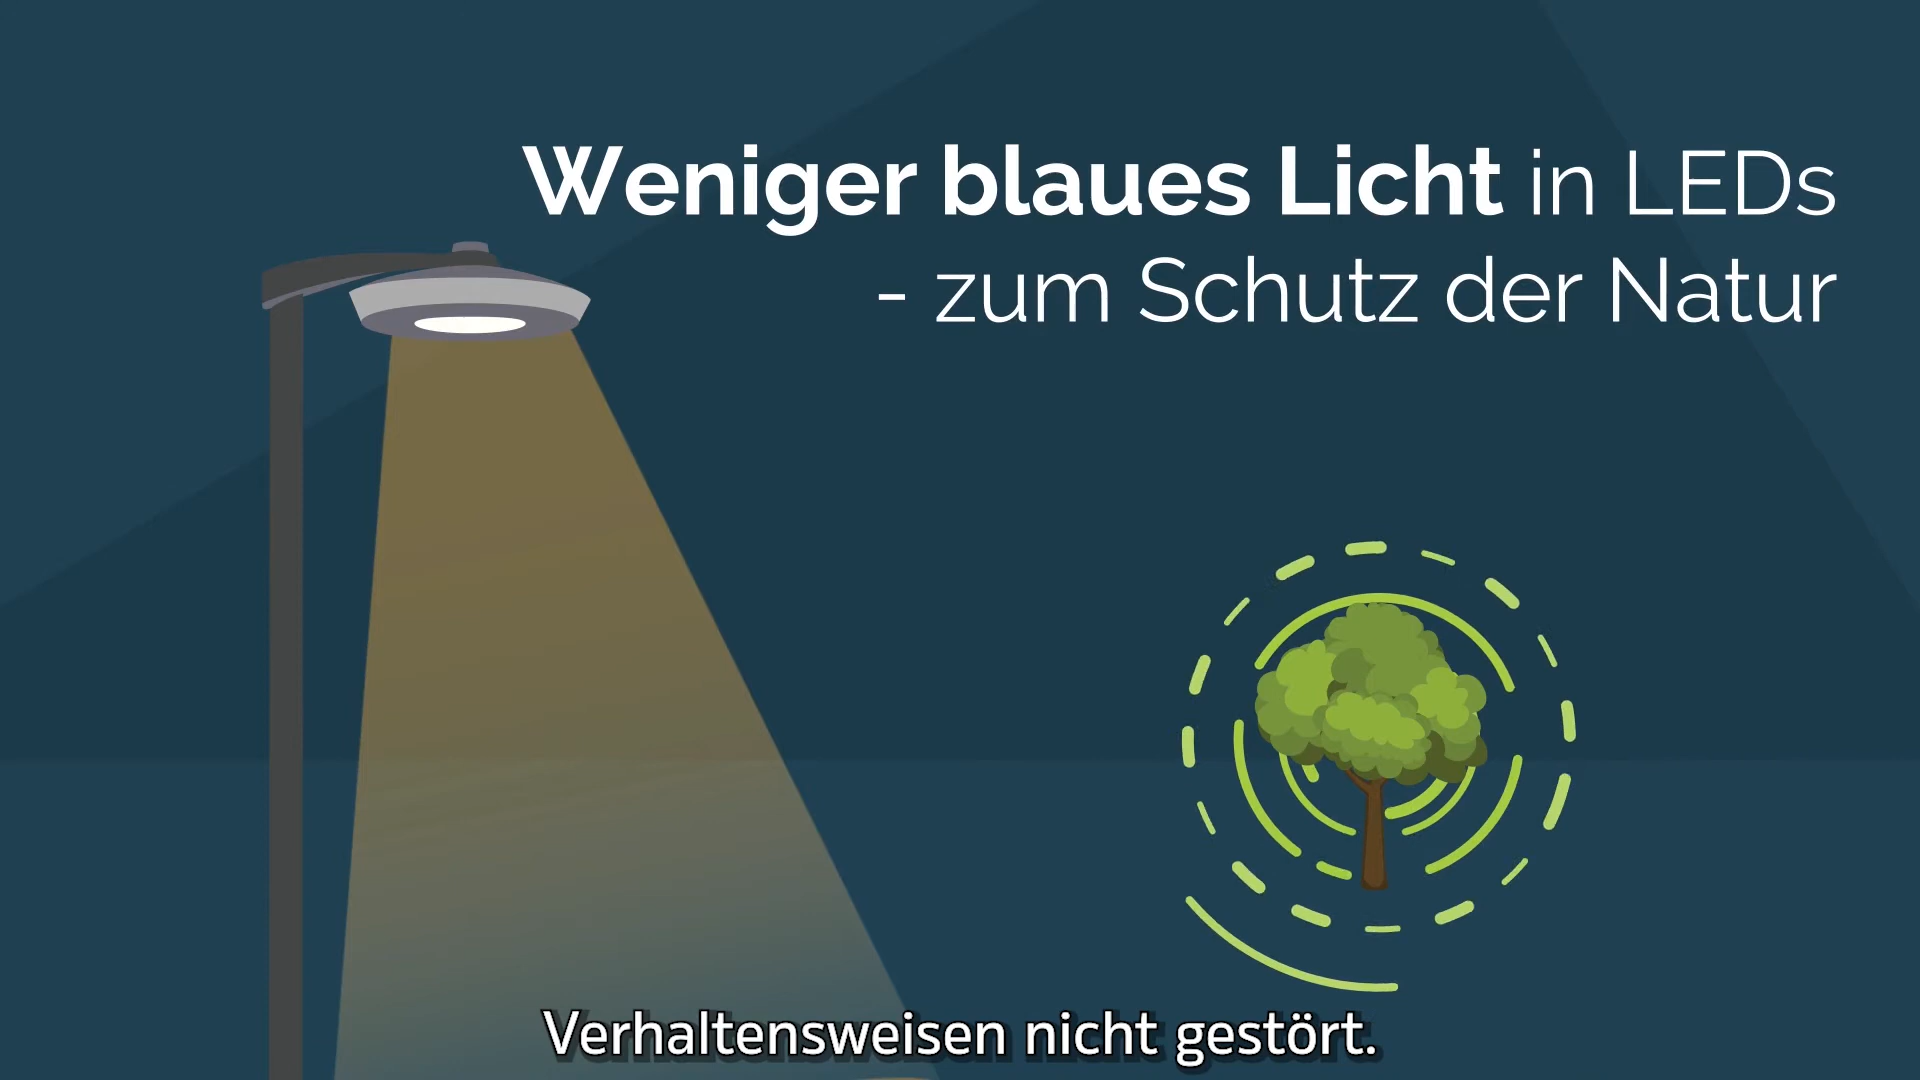 Weniger blaues Licht in LEDs
- zum Schutz der Natur
Verhaltensweisen nicht gestört.